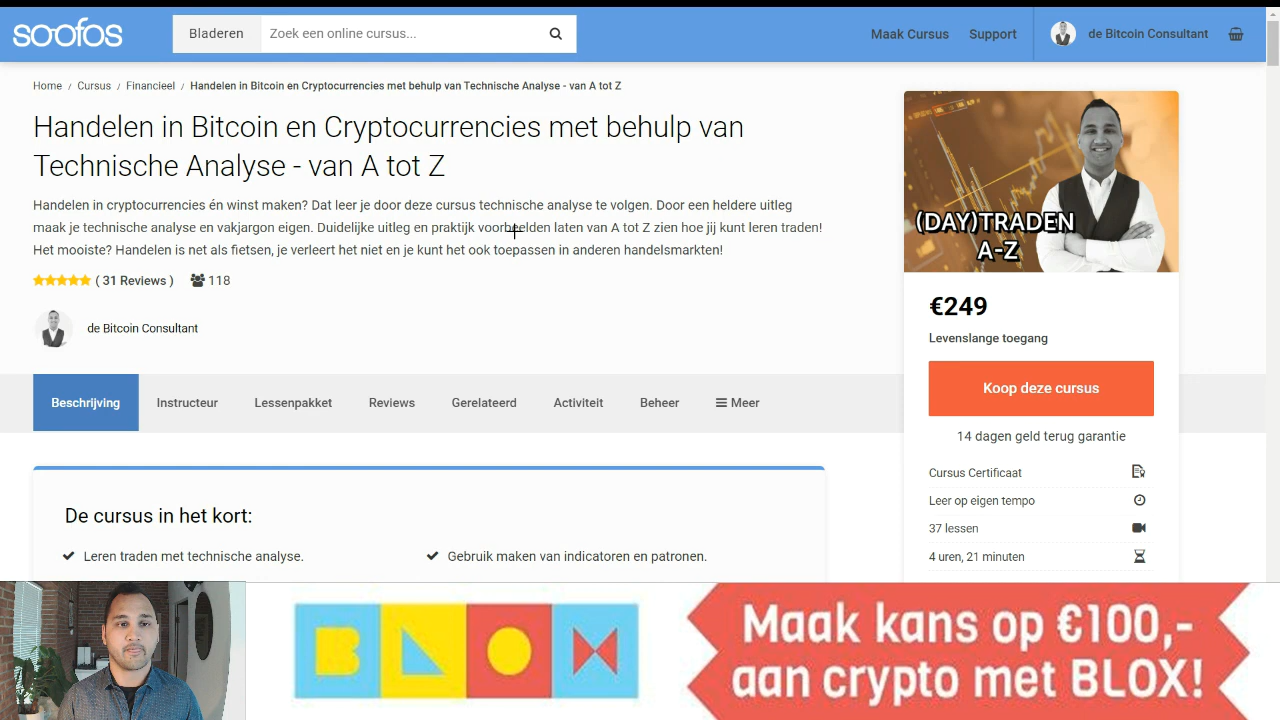 soofos
Bladeren
Zoek een online cursus...
Maak Cursus
Support
de Bitcoin Consultant
Home / Cursus / Financieel / Handelen in Bitcoin en Cryptocurrencies met behulp van Technische Analyse - van A tot Z
Handelen in Bitcoin en Cryptocurrencies met behulp van
Technische Analyse - van A tot Z
Handelen in cryptocurrencies én winst maken? Dat leer je door deze cursus technische analyse te volgen. Door een heldere uitleg
maak je technische analyse en vakjargon eigen. Duidelijke uitleg en praktijk voorbeelden laten van A tot Z zien hoe jij kunt leren traden!
Het mooiste? Handelen is net als fietsen, je verleert het niet en je kunt het ook toepassen in anderen handelsmarkten!
( 31 Reviews ) 118
de Bitcoin Consultant
(DAY)TRADEN
A-Z
€249
Levenslange toegang
Koop deze cursus
14 dagen geld terug garantie
Cursus Certificaat
Leer op eigen tempo
37 lessen
4 uren, 21 minuten
Beschrijving
Instructeur
Lessenpakket
Reviews
Gerelateerd
Activiteit
Beheer
Meer
De cursus in het kort:
Leren traden met technische analyse.
Gebruik maken van indicatoren en patronen.
BLOX
Maak kans op €100,-
aan crypto met BLOX!